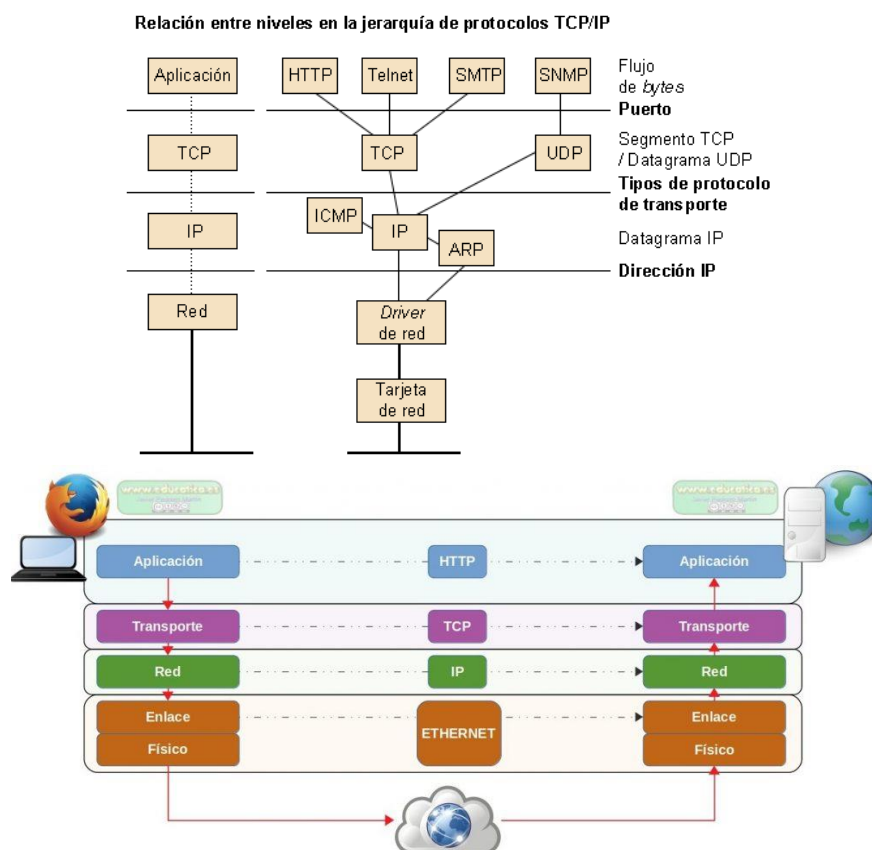 Relación entre niveles en la jerarquía de protocolos TCP/IP
Aplicación
HTTP
Telnet
SMTP
SNMP
Flujo
de bytes
Puerto
TCP
TCP
UDP
Segmento TCP
/ Datagrama UDP
Tipos de protocolo
de transporte
ICMP
IP
IP
ARP
Datagrama IP
Dirección IP
Red
Driver
de red
Tarjeta
de red
Aplicación
HTTP
Aplicación
Transporte
TCP
Transporte
Red
IP
Red
Enlace
ETHERNET
Enlace
Físico
Físico